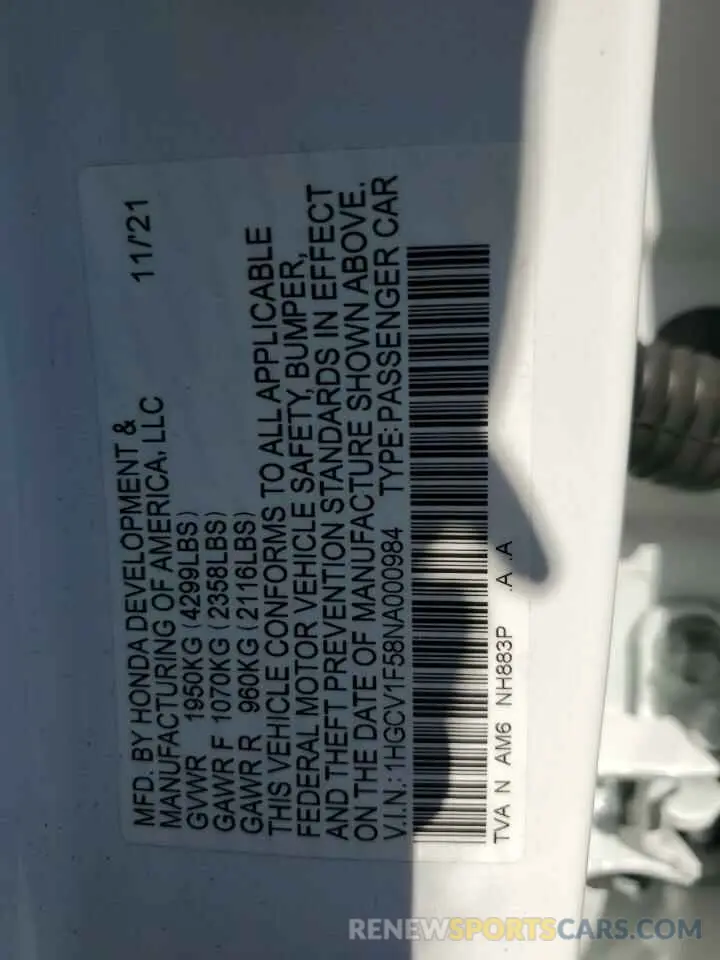 MFD. BY HONDA DEVELOPMENT &
MANUFACTURING OF AMERICA, LLC 11/'21
GVWR 1950KG (4299LBS)
GAWR F 1070KG (2358LBS)
GAWR R 960KG (2116LBS)
THIS VEHICLE CONFORMS TO ALL APPLICABLE
FEDERAL MOTOR VEHICLE SAFETY, BUMPER,
AND THEFT PREVENTION STANDARDS IN EFFECT
ON THE DATE OF MANUFACTURE SHOWN ABOVE.
V.I.N.: 1HGCV1F58NA000984 TYPE: PASSENGER CAR
TVA N AM6 NH883P .A .A
RENEWSPORTSCARS.COM